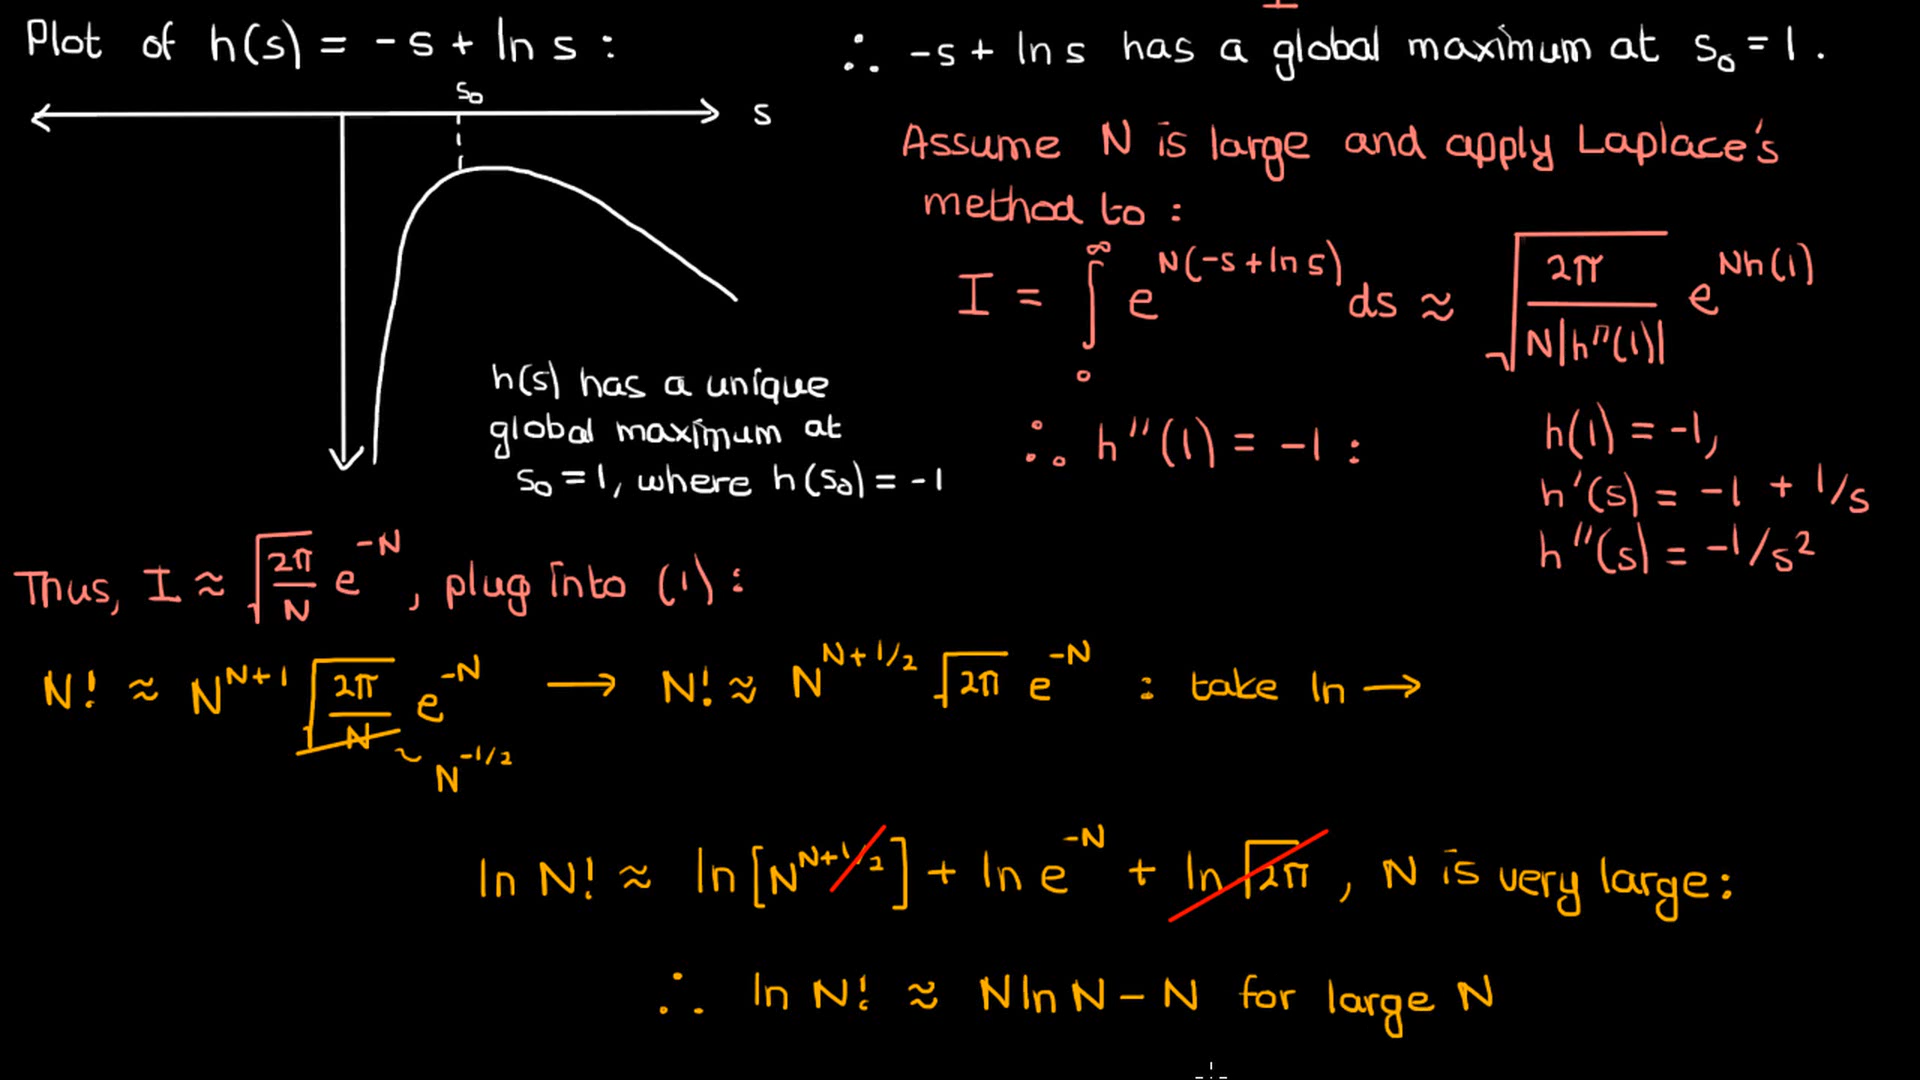 Plot of h(s) = -s + ln s :
s₀
s
h(s) has a unique
global maximum at
s₀ = 1, where h(s₀) = -1
∴ -s + ln s has a global maximum at s₀ = 1.
Assume N is large and apply Laplace's
method to :
I = ∫₀^∞ e^{N(-s + ln s)} ds ≈ √(2π / N|h''(1)|) e^{Nh(1)}
∴ h''(1) = -1 :
h(1) = -1,
h'(s) = -1 + 1/s
h''(s) = -1/s²
Thus, I ≈ √(2π/N) e^{-N}, plug into (1) :
N! ≈ N^{N+1} √(2π/N) e^{-N} → N! ≈ N^{N+1/2} √2π e^{-N} : take ln →
~ N^{-1/2}
ln N! ≈ ln [N^{N+1/2}] + ln e^{-N} + ln √2π, N is very large:
∴ ln N! ≈ N ln N - N for large N